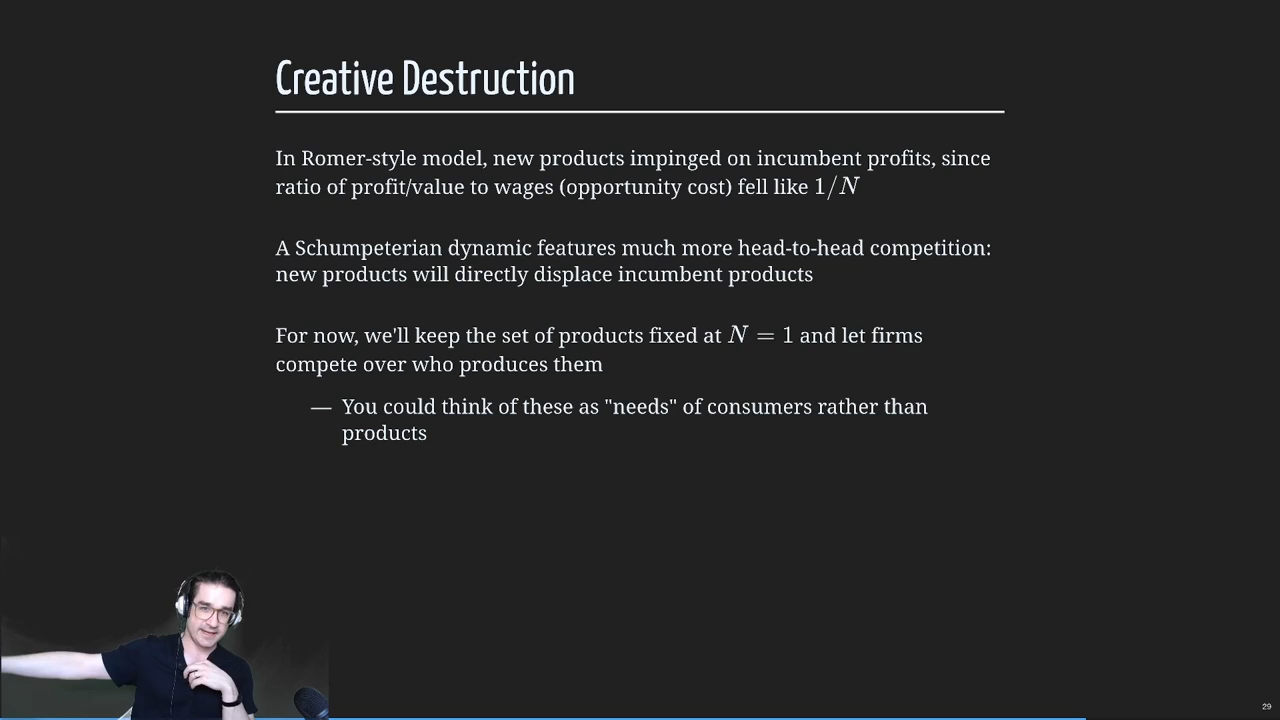 Creative Destruction
In Romer-style model, new products impinged on incumbent profits, since
ratio of profit/value to wages (opportunity cost) fell like 1/N
A Schumpeterian dynamic features much more head-to-head competition:
new products will directly displace incumbent products
For now, we'll keep the set of products fixed at N = 1 and let firms
compete over who produces them
— You could think of these as "needs" of consumers rather than
products
29